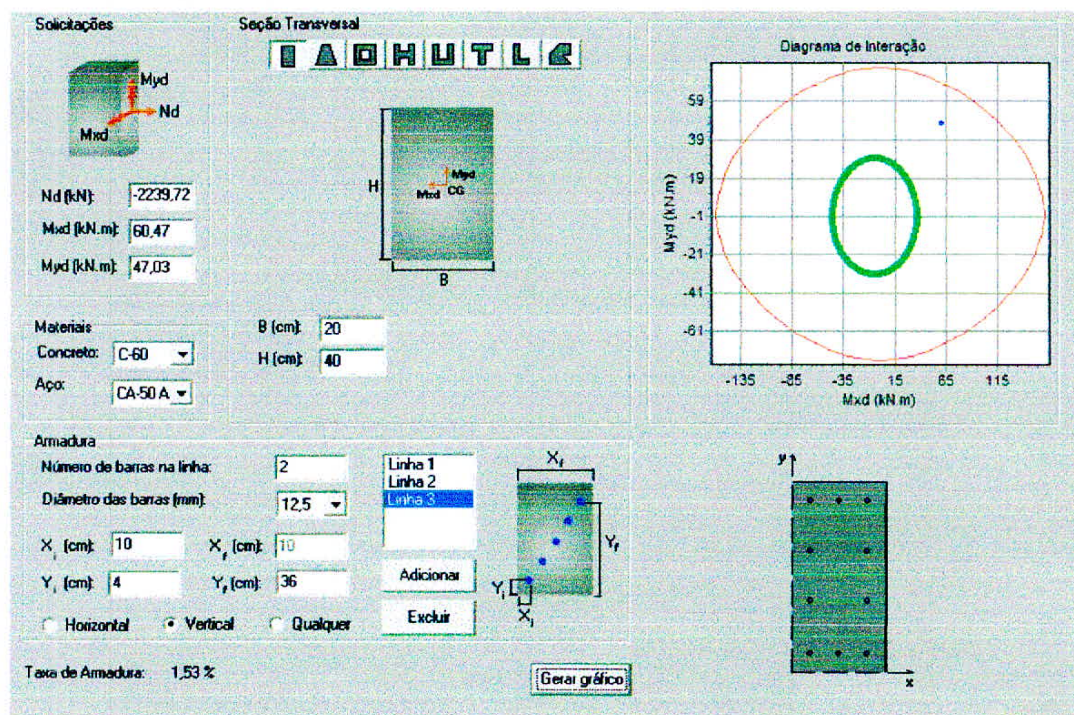 Solicitações
Myd
Nd
Mxd
Nd (kN): -2239,72
Mxd (kN.m): 60,47
Myd (kN.m): 47,03
Seção Transversal
H
Myd
Mxd CG
B
B (cm): 20
H (cm): 40
Diagrama de Interação
Myd (kN.m)
59
39
19
-1
-21
-41
-61
-135 -85 -35 15 65 115
Mxd (kN.m)
Materiais
Concreto: C-60
Aço: CA-50 A
Armadura
Número de barras na linha: 2
Diâmetro das barras (mm): 12,5
Xi (cm): 10 Xf (cm): 10
Yi (cm): 4 Yf (cm): 36
Horizontal Vertical Qualquer
Linha 1
Linha 2
Linha 3
Adicionar
Excluir
Xf
Yf
Yi
Xi
y
x
Taxa de Armadura: 1,53 %
Gerar gráfico